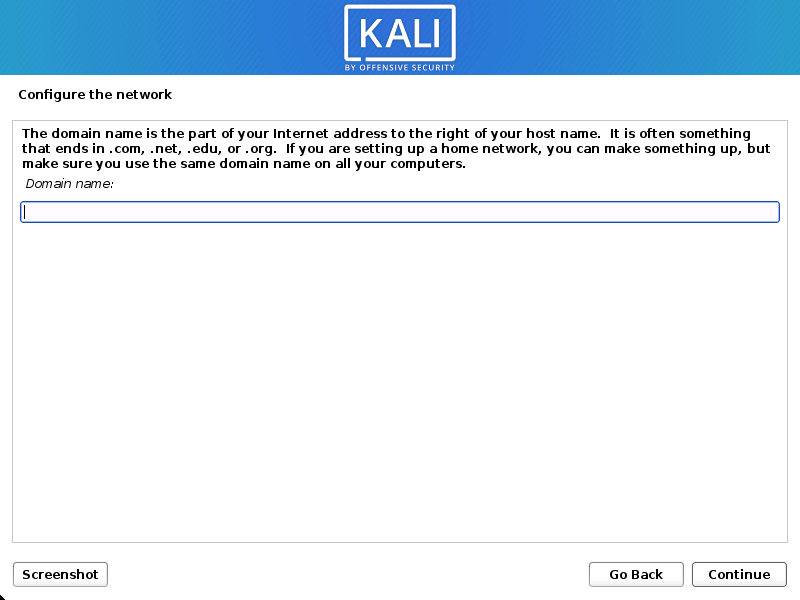 KALI
BY OFFENSIVE SECURITY
Configure the network
The domain name is the part of your Internet address to the right of your host name.  It is often something
that ends in .com, .net, .edu, or .org.  If you are setting up a home network, you can make something up, but
make sure you use the same domain name on all your computers.
Domain name:
Screenshot
Go Back
Continue